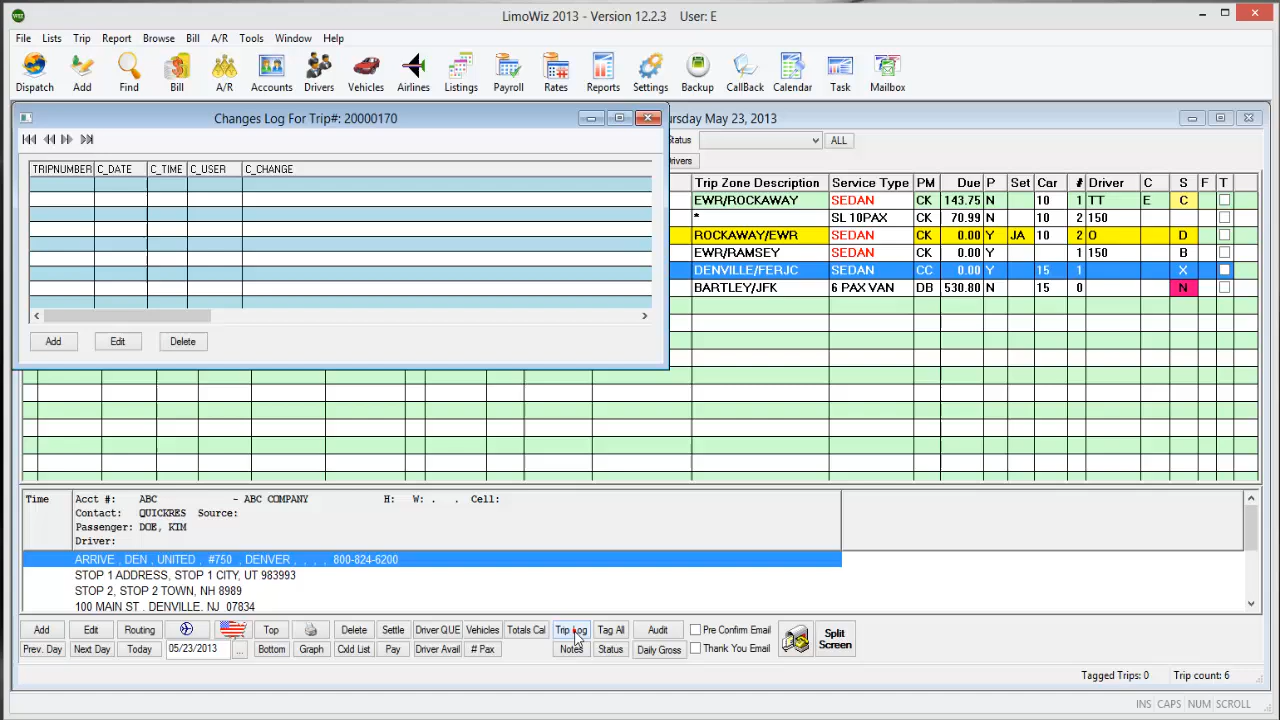 LimoWiz 2013 - Version 12.2.3 User: E
File Lists Trip Report Browse Bill A/R Tools Window Help
Dispatch Add Find Bill A/R Accounts Drivers Vehicles Airlines Listings Payroll Rates Reports Settings Backup CallBack Calendar Task Mailbox
Changes Log For Trip#: 20000170
ursday May 23, 2013
tatus ALL
rivers
TRIPNUMBER C_DATE C_TIME C_USER C_CHANGE
Add Edit Delete
Trip Zone Description Service Type PM Due P Set Car # Driver C S F T
EWR/ROCKAWAY SEDAN CK 143.75 N 10 1 TT E C
* SL 10PAX CK 70.99 N 10 2 150
ROCKAWAY/EWR SEDAN CK 0.00 Y JA 10 2 O D
EWR/RAMSEY SEDAN CK 0.00 Y 1 150 B
DENVILLE/FERJC SEDAN CC 0.00 Y 15 1 X
BARTLEY/JFK 6 PAX VAN DB 530.80 N 15 0 N
Time Acct #: ABC - ABC COMPANY H: W: . . Cell:
Contact: QUICKRES Source:
Passenger: DOE, KIM
Driver:
ARRIVE , DEN , UNITED , #750 , DENVER , , , , 800-824-6200
STOP 1 ADDRESS, STOP 1 CITY, UT 983993
STOP 2, STOP 2 TOWN, NH 8989
100 MAIN ST . DENVILLE. NJ 07834
Add Edit Routing Top Delete Settle Driver QUE Vehicles Totals Cal Trip Log Tag All Audit Pre Confirm Email
Prev. Day Next Day Today 05/23/2013 ... Bottom Graph Cxld List Pay Driver Avail # Pax Notes Status Daily Gross Thank You Email
Split Screen
Tagged Trips: 0 Trip count: 6
INS CAPS NUM SCROLL